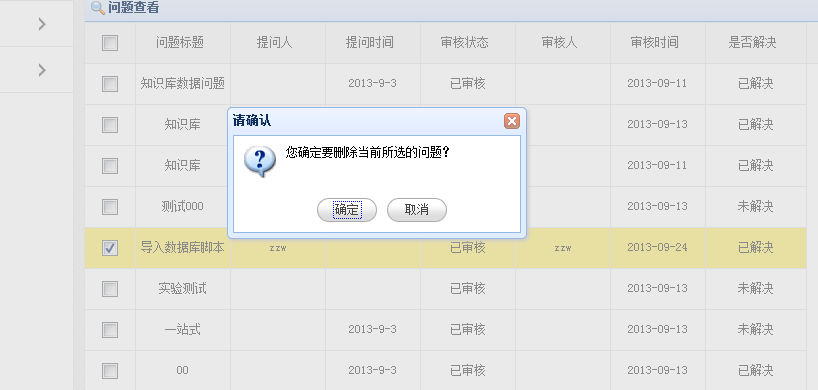 问题查看
问题标题 提问人 提问时间 审核状态 审核人 审核时间 是否解决
知识库数据问题 2013-9-3 已审核 2013-09-11 已解决
知识库 2013-09-13 已解决
知识库 2013-09-11 已解决
测试000 2013-09-13 未解决
导入数据库脚本 zzw 已审核 zzw 2013-09-24 已解决
实验测试 已审核 2013-09-13 未解决
一站式 2013-9-3 已审核 2013-09-13 未解决
00 2013-9-3 已审核 2013-09-13 已解决
请确认
您确定要删除当前所选的问题?
确定 取消